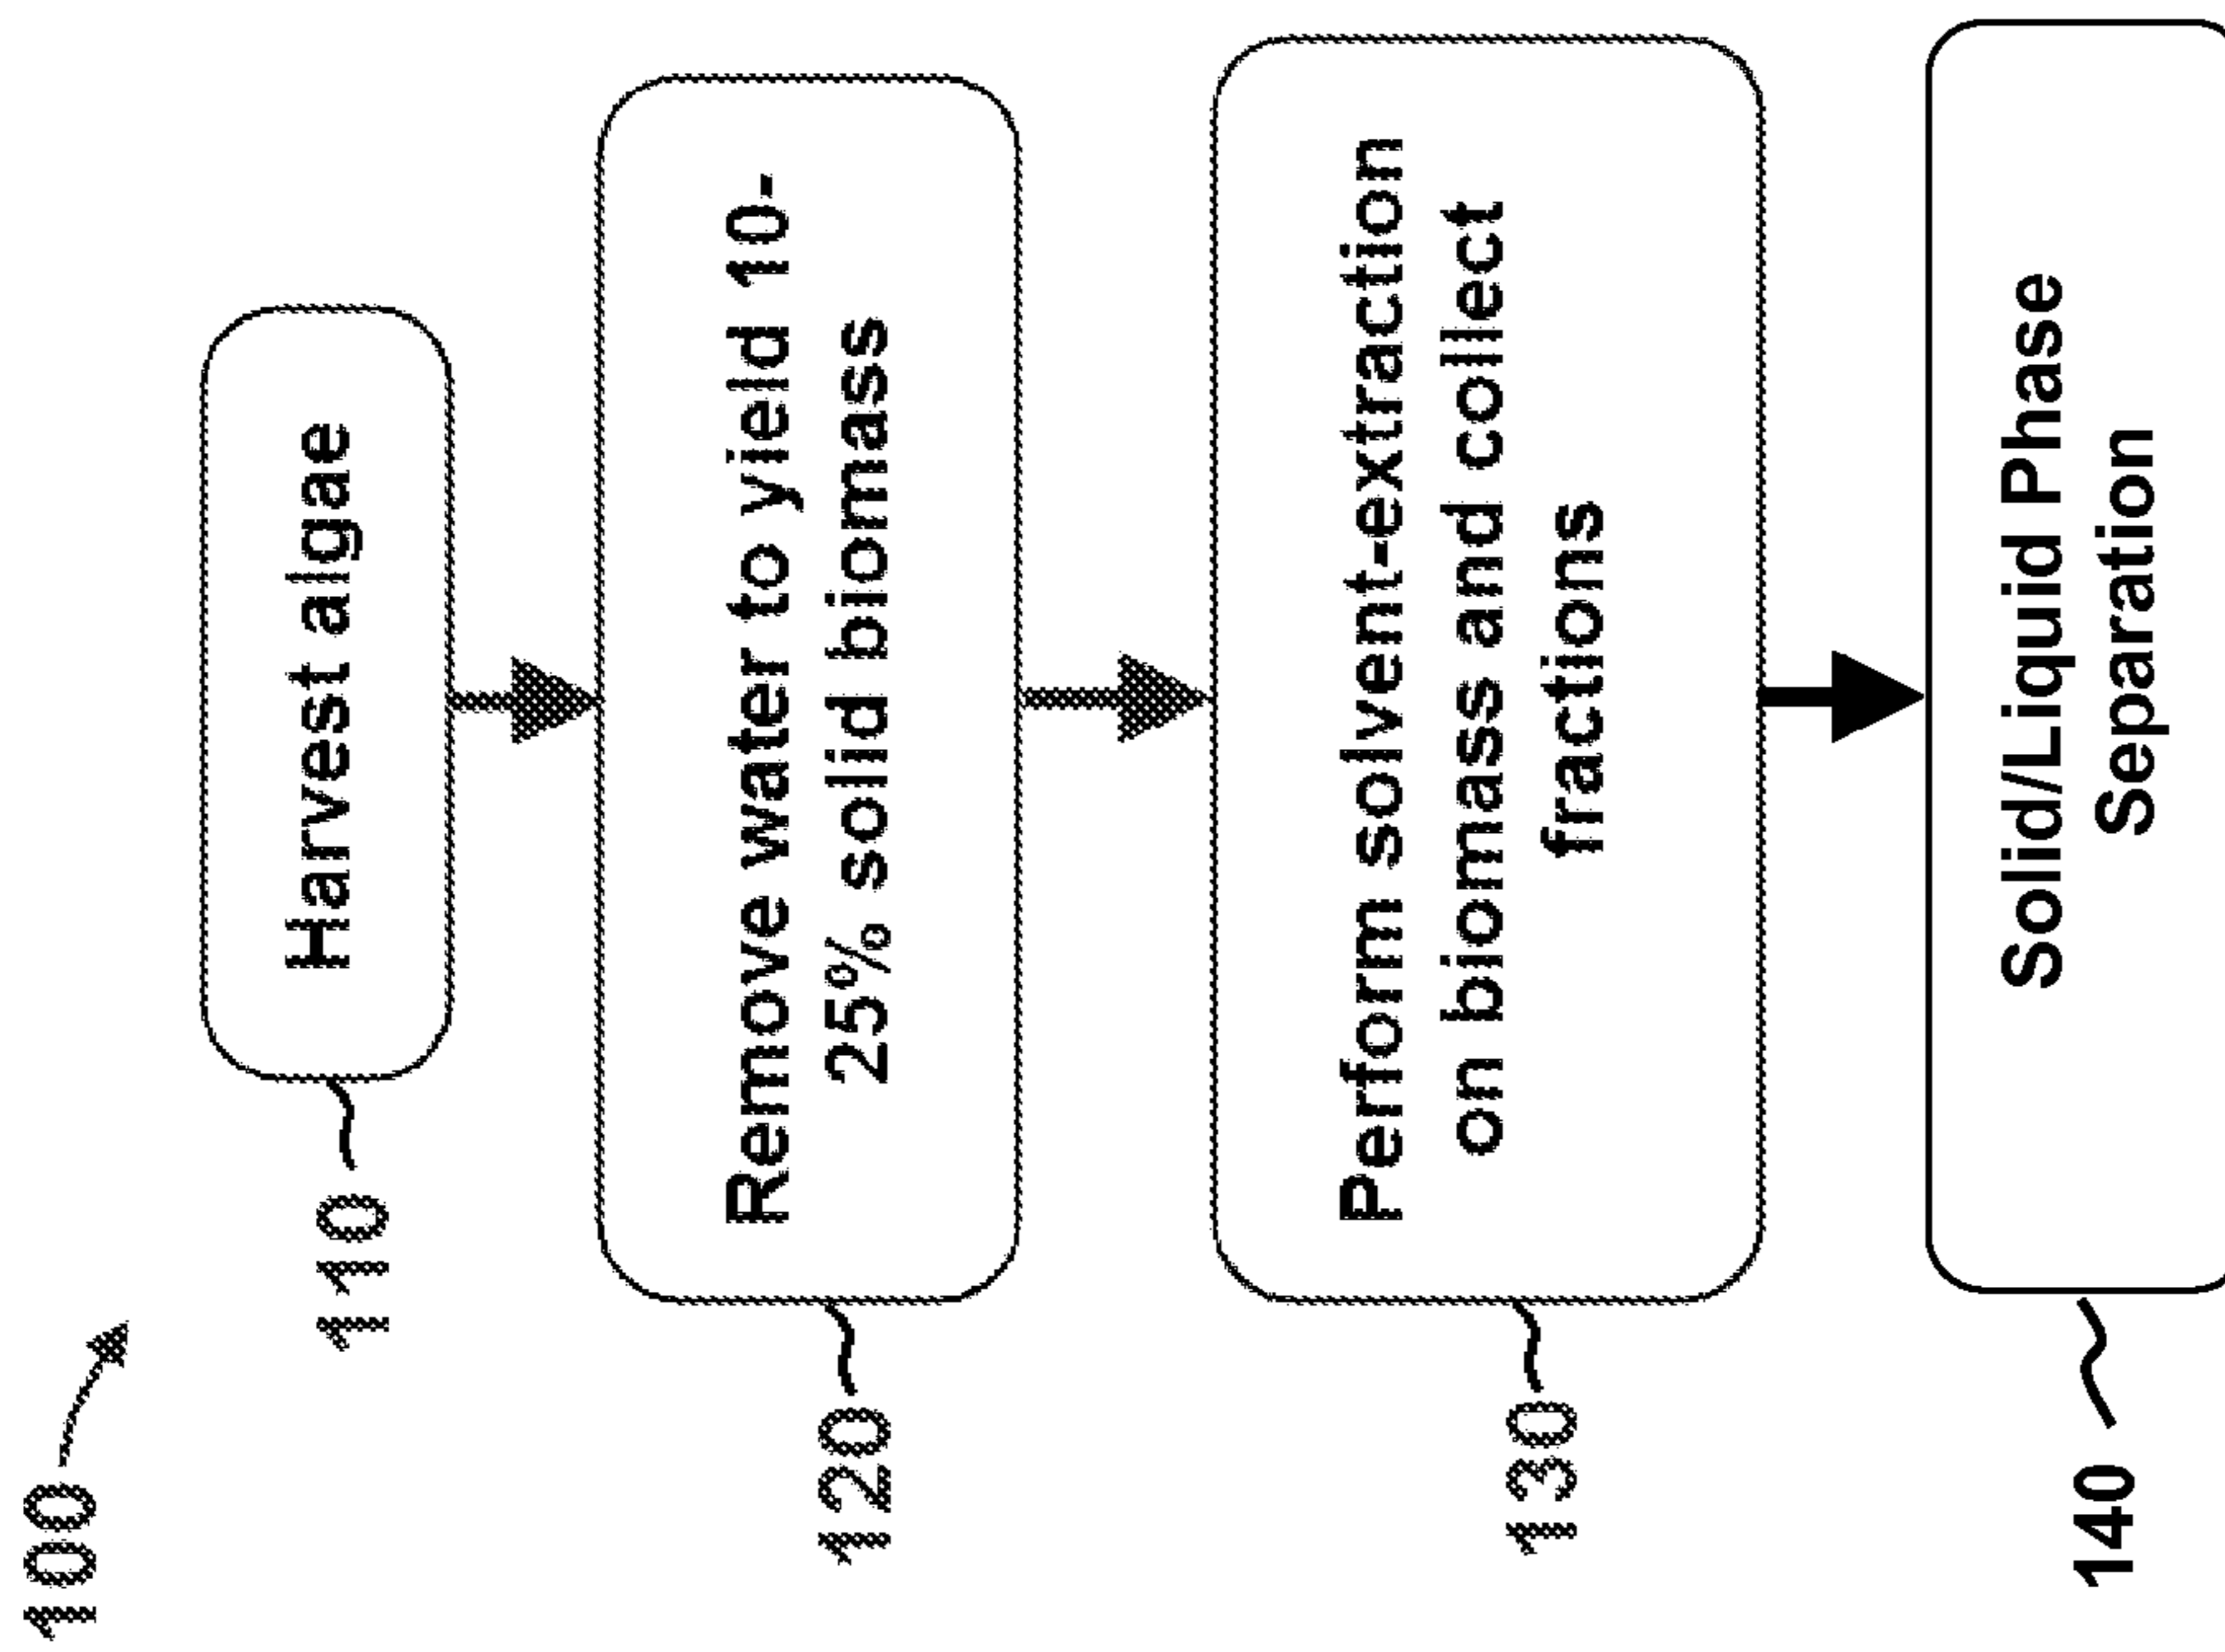 100
110
Harvest algae
120
Remove water to yield 10-
25% solid biomass
130
Perform solvent-extraction
on biomass and collect
fractions
140
Solid/Liquid Phase
Separation